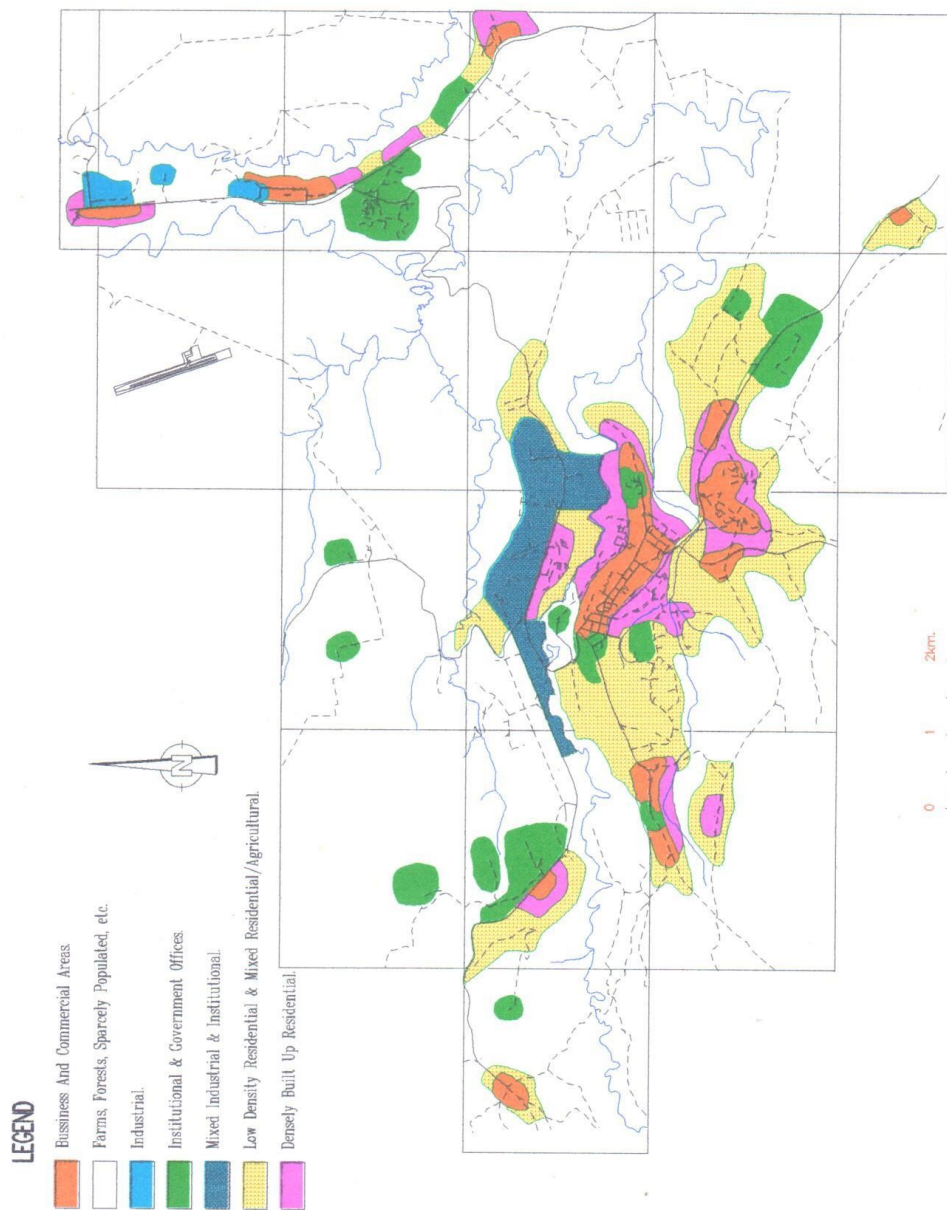 LEGEND
Bussiness And Commercial Areas.
Farms, Forests, Sparcely Populated, etc.
Industrial.
Institutional & Government Offices.
Mixed Industrial & Institutional.
Low Density Residential & Mixed Residential/Agricultural.
Densely Built Up Residential.
N
0 1 2km.